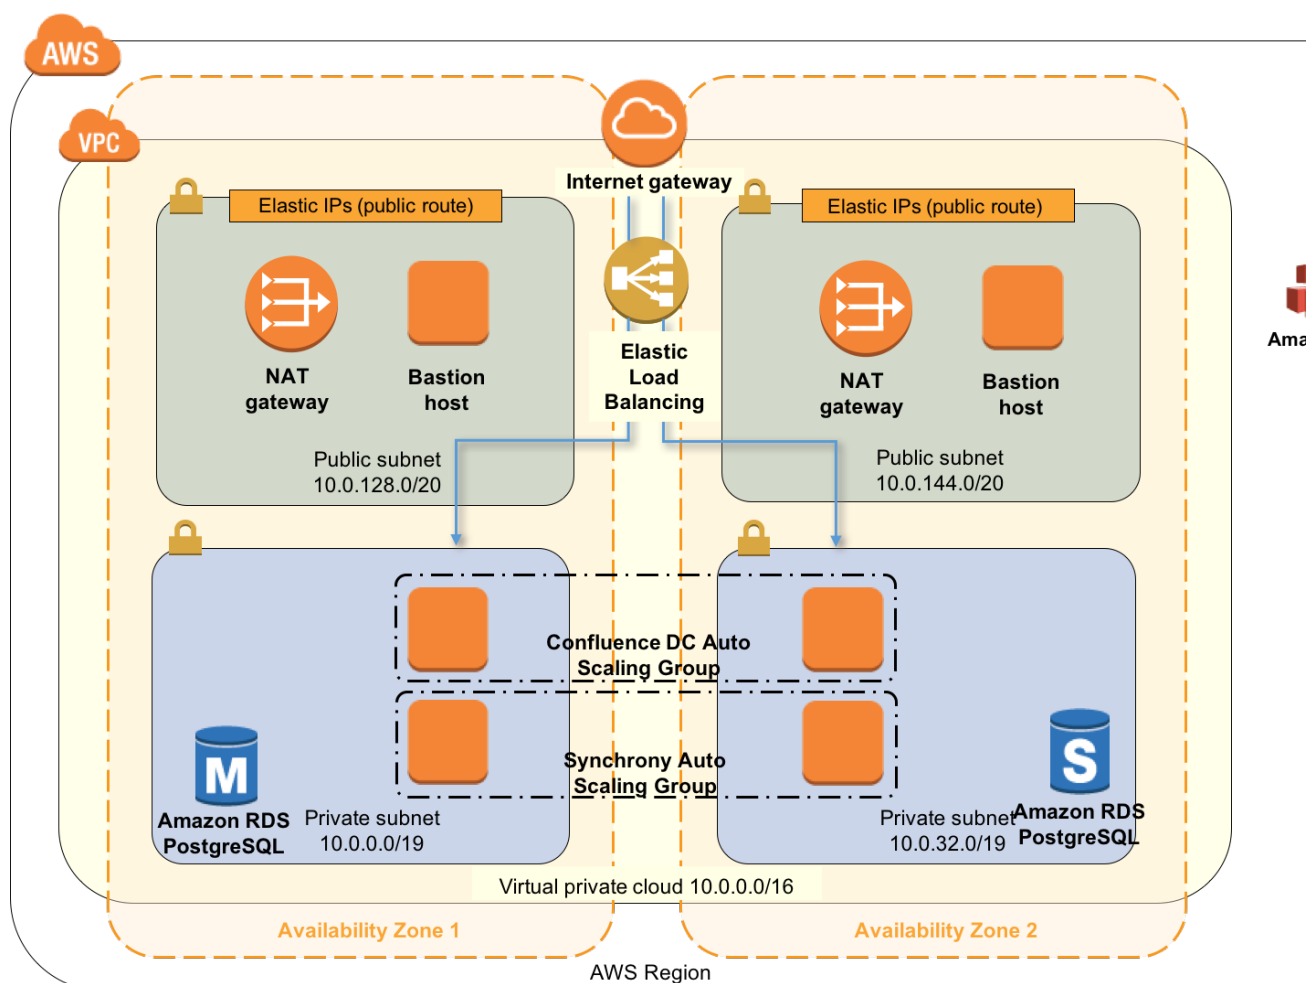 AWS
VPC
Internet gateway
Elastic IPs (public route)
NAT
gateway
Bastion
host
Public subnet
10.0.128.0/20
Elastic
Load
Balancing
Elastic IPs (public route)
NAT
gateway
Bastion
host
Public subnet
10.0.144.0/20
Ama
Confluence DC Auto
Scaling Group
Synchrony Auto
Scaling Group
M
Amazon RDS
PostgreSQL
Private subnet
10.0.0.0/19
Private subnet
10.0.32.0/19
S
Amazon RDS
PostgreSQL
Virtual private cloud 10.0.0.0/16
Availability Zone 1
Availability Zone 2
AWS Region